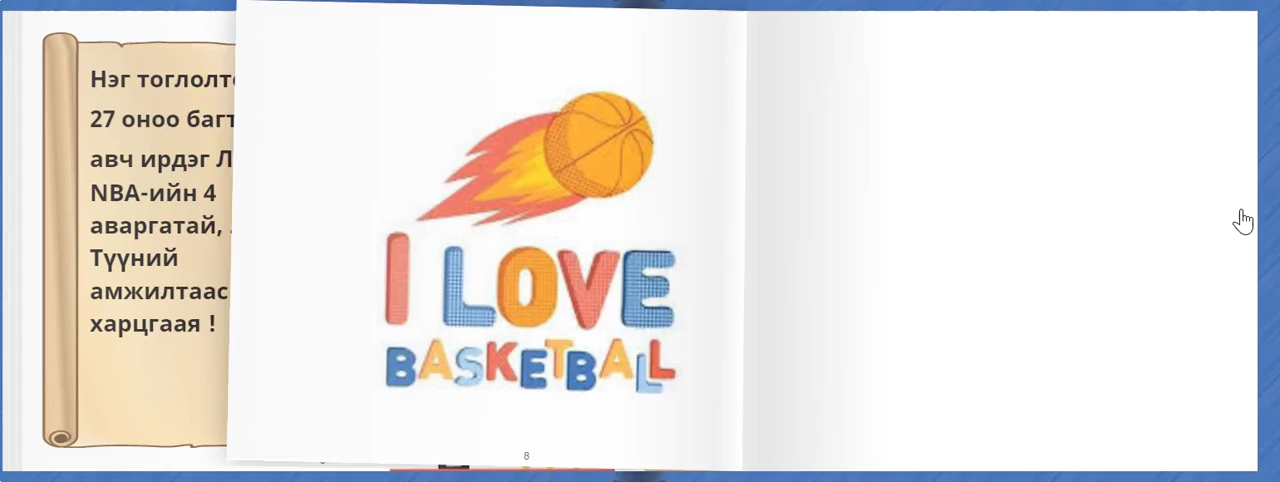 Нэг тоглолт
27 оноо багт
авч ирдэг Л
NBA-ийн 4
аваргатай,
Түүний
амжилтаас
харцгаая !
I LOVE
BASKETBALL
8